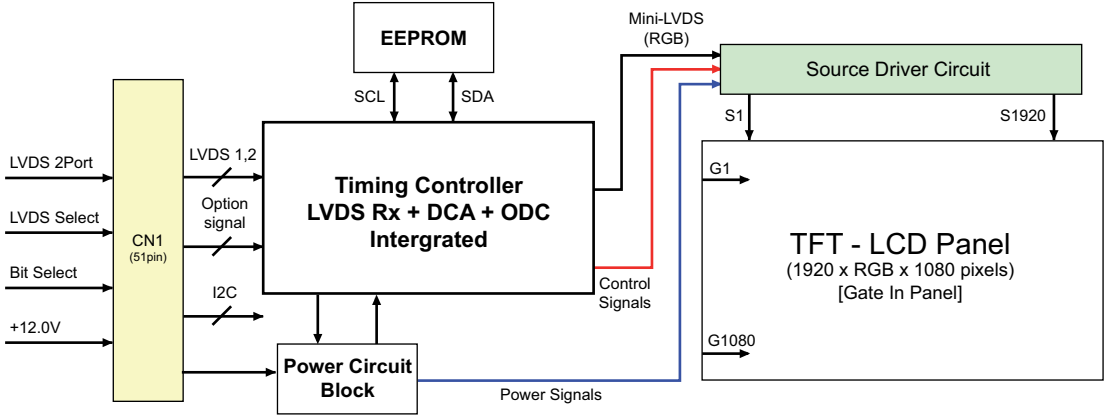 EEPROM
SCL
SDA
Mini-LVDS
(RGB)
Source Driver Circuit
S1
S1920
LVDS 2Port
LVDS Select
Bit Select
+12.0V
CN1
(51pin)
LVDS 1,2
Option
signal
I2C
Timing Controller
LVDS Rx + DCA + ODC
Intergrated
Control
Signals
Power Circuit
Block
Power Signals
G1
TFT - LCD Panel
(1920 x RGB x 1080 pixels)
[Gate In Panel]
G1080